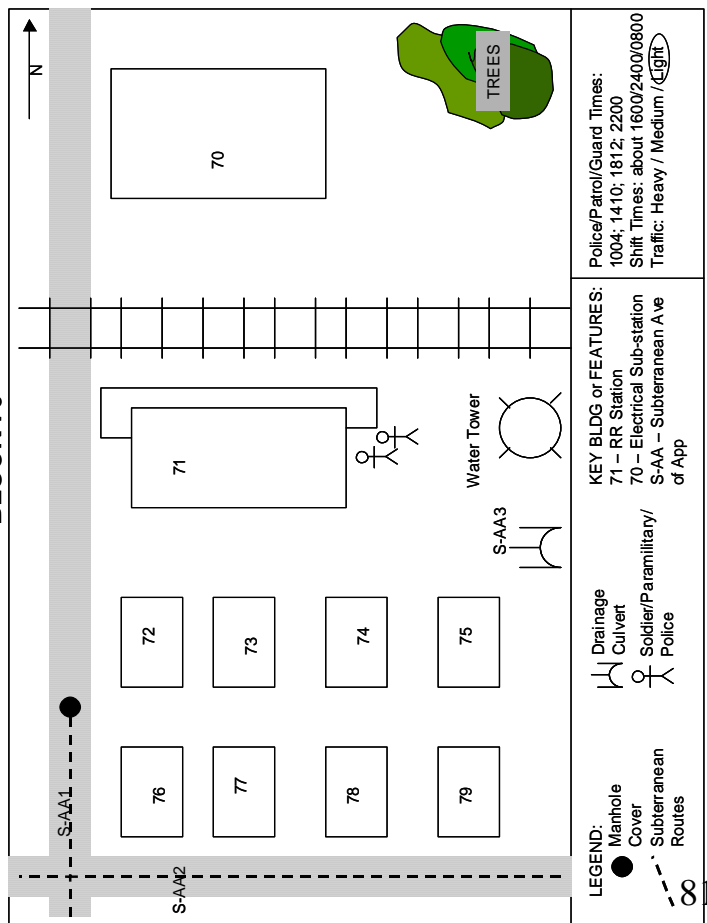 N
S-AA1
S-AA2
76
72
71
70
77
73
78
74
79
75
Water Tower
TREES
S-AA3
LEGEND:
Manhole
Cover
Subterranean
Routes
Drainage
Culvert
Soldier/Paramilitary/
Police
KEY BLDG or FEATURES:
71 – RR Station
70 – Electrical Sub-station
S-AA – Subterranean Ave
of App
Police/Patrol/Guard Times:
1004; 1410; 1812; 2200
Shift Times: about 1600/2400/0800
Traffic: Heavy / Medium / Light